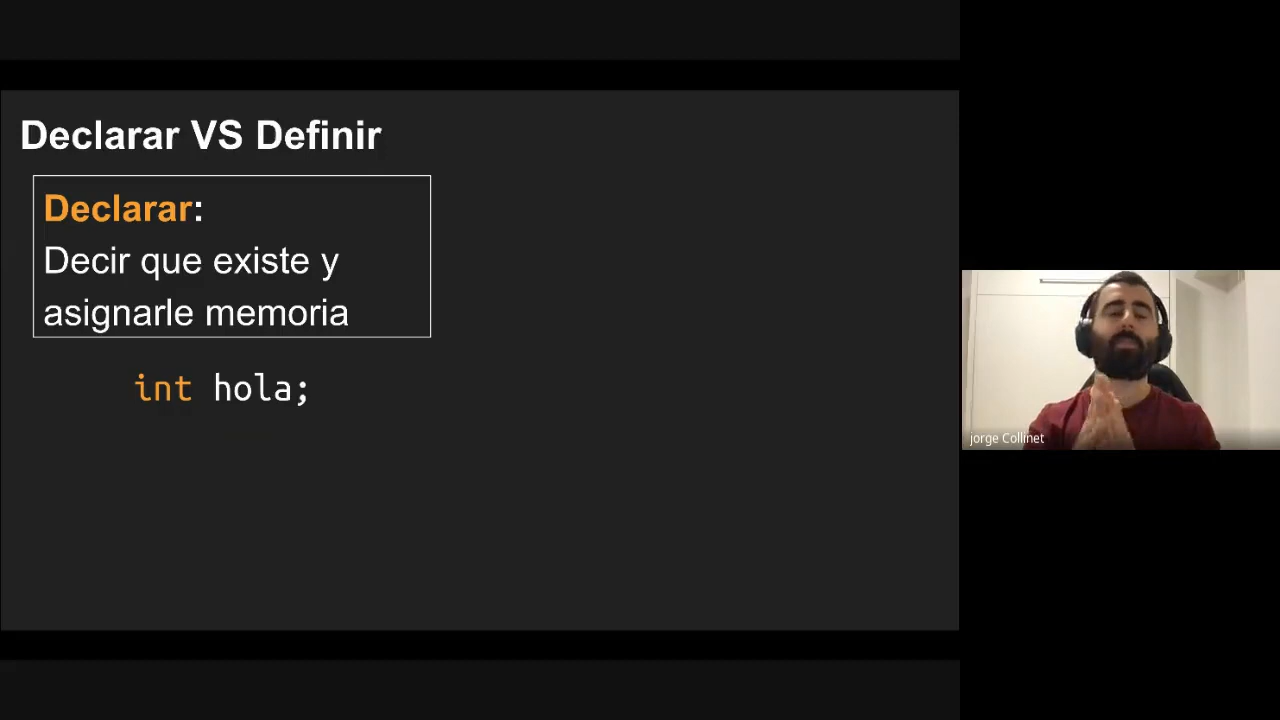 Declarar VS Definir
Declarar:
Decir que existe y
asignarle memoria
int hola;
jorge Collinet